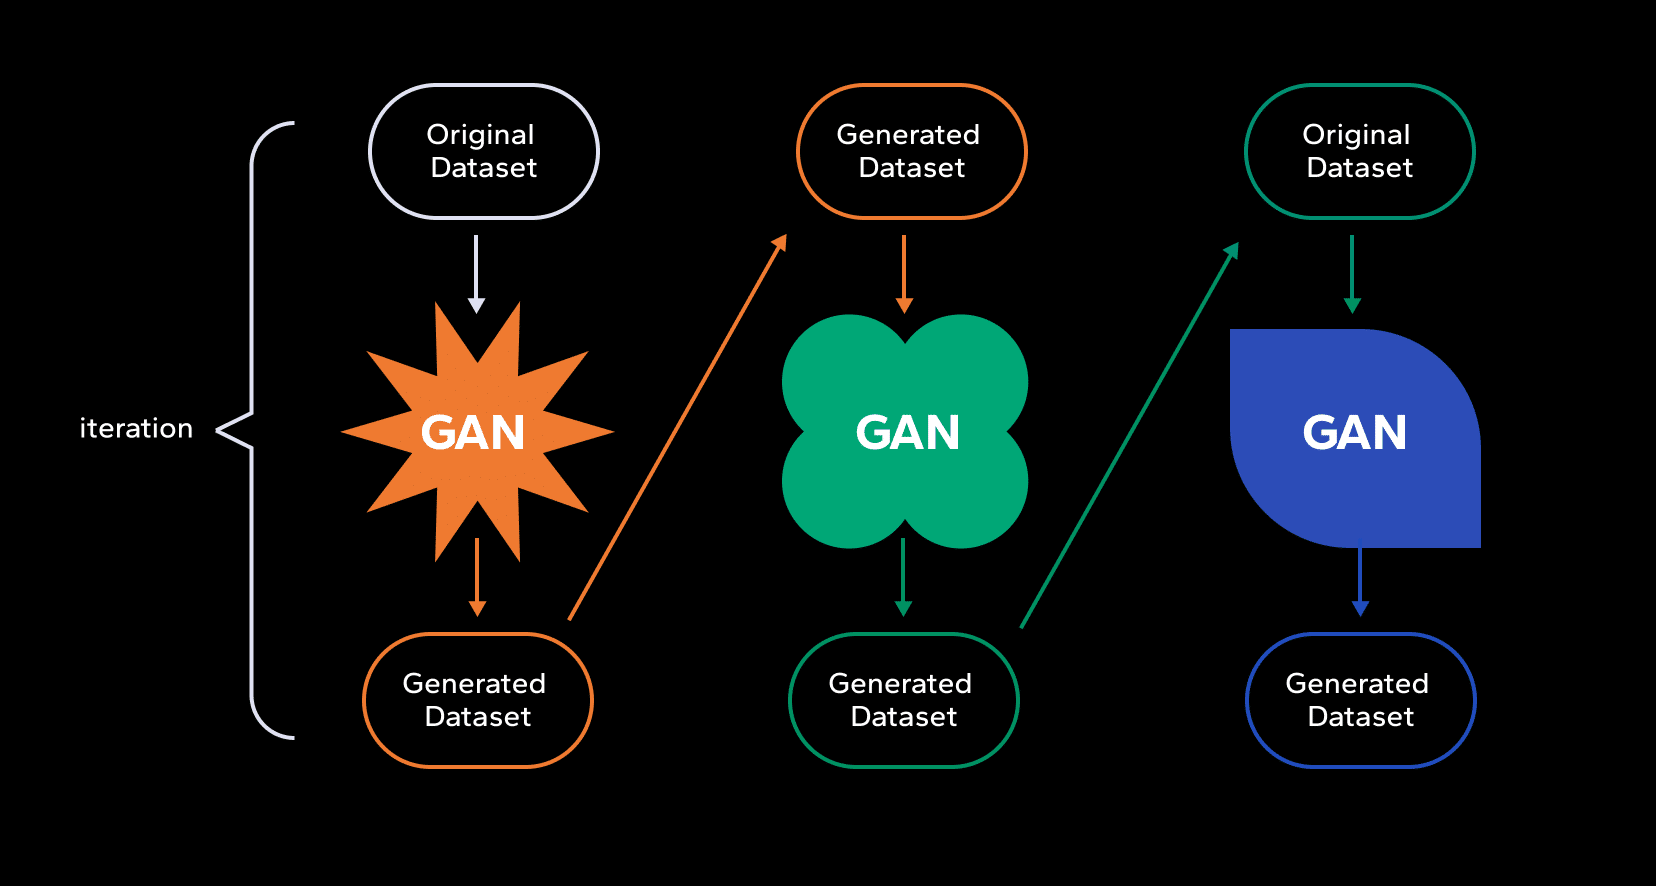 Original
Dataset
Generated
Dataset
Original
Dataset
iteration
GAN
GAN
GAN
Generated
Dataset
Generated
Dataset
Generated
Dataset